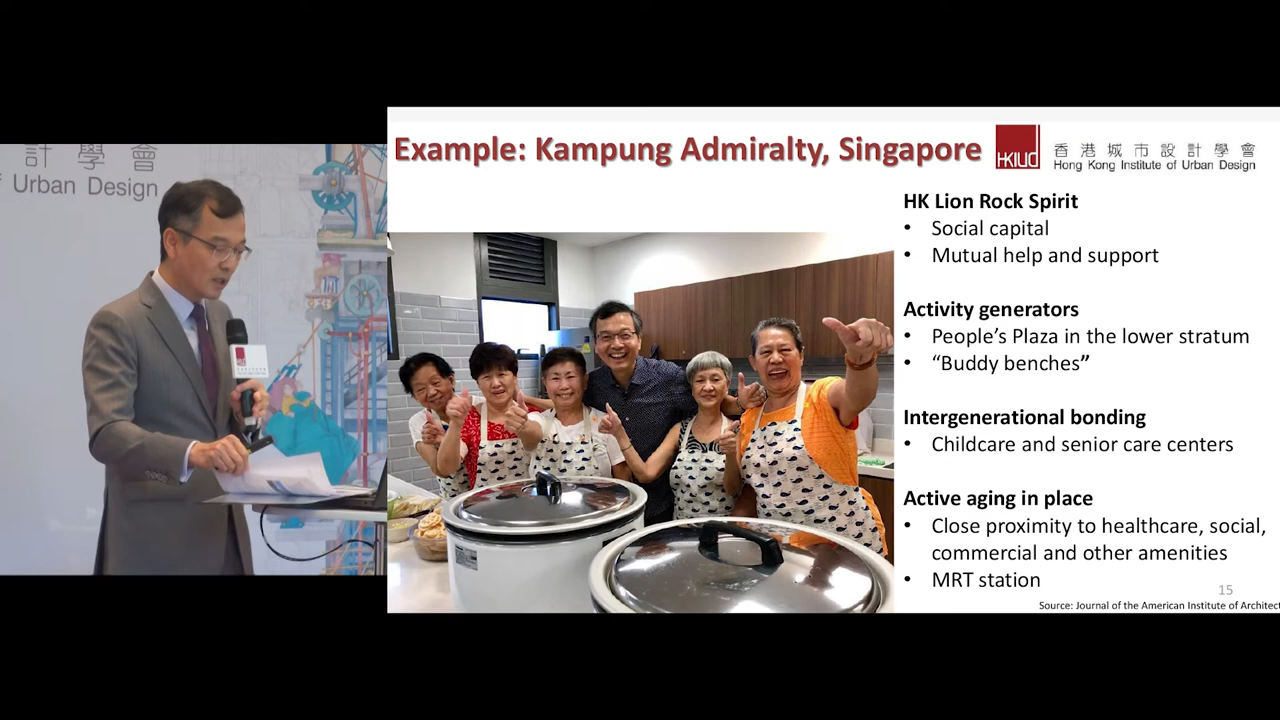 計 學 會
f Urban Design
Example: Kampung Admiralty, Singapore
HKIUD
香 港 城 市 設 計 學 會
Hong Kong Institute of Urban Design
HK Lion Rock Spirit
• Social capital
• Mutual help and support
Activity generators
• People’s Plaza in the lower stratum
• “Buddy benches”
Intergenerational bonding
• Childcare and senior care centers
Active aging in place
• Close proximity to healthcare, social,
commercial and other amenities
• MRT station
15
Source: Journal of the American Institute of Architect